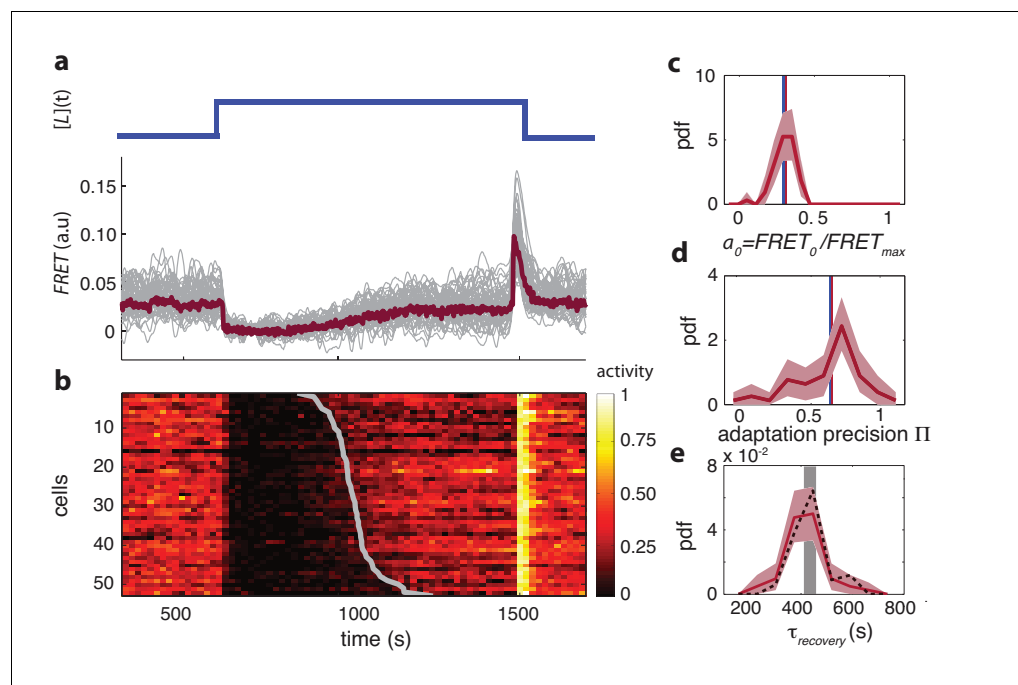 a
[L](t)
0.15
0.10
0.05
0
FRET (a.u)
b
10
20
30
40
50
cells
500
1000
1500
time (s)
activity
1
0.75
0.50
0.25
0
c
10
5
0
pdf
0
0.5
1
a0=FRET0/FRETmax
d
4
2
0
pdf
0
0.5
1
adaptation precision Π
e
x 10-2
8
4
0
pdf
200
400
600
800
τrecovery (s)